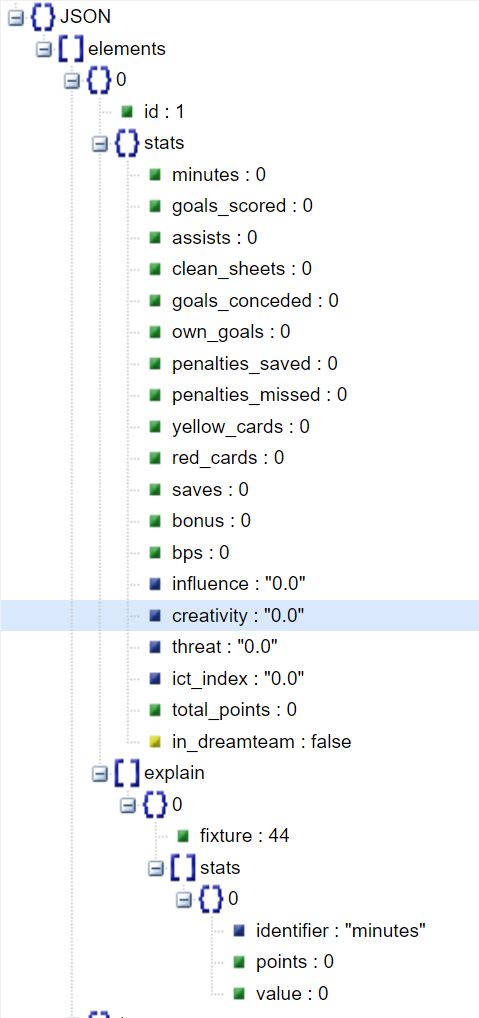 JSON
elements
0
id : 1
stats
minutes : 0
goals_scored : 0
assists : 0
clean_sheets : 0
goals_conceded : 0
own_goals : 0
penalties_saved : 0
penalties_missed : 0
yellow_cards : 0
red_cards : 0
saves : 0
bonus : 0
bps : 0
influence : "0.0"
creativity : "0.0"
threat : "0.0"
ict_index : "0.0"
total_points : 0
in_dreamteam : false
explain
0
fixture : 44
stats
0
identifier : "minutes"
points : 0
value : 0